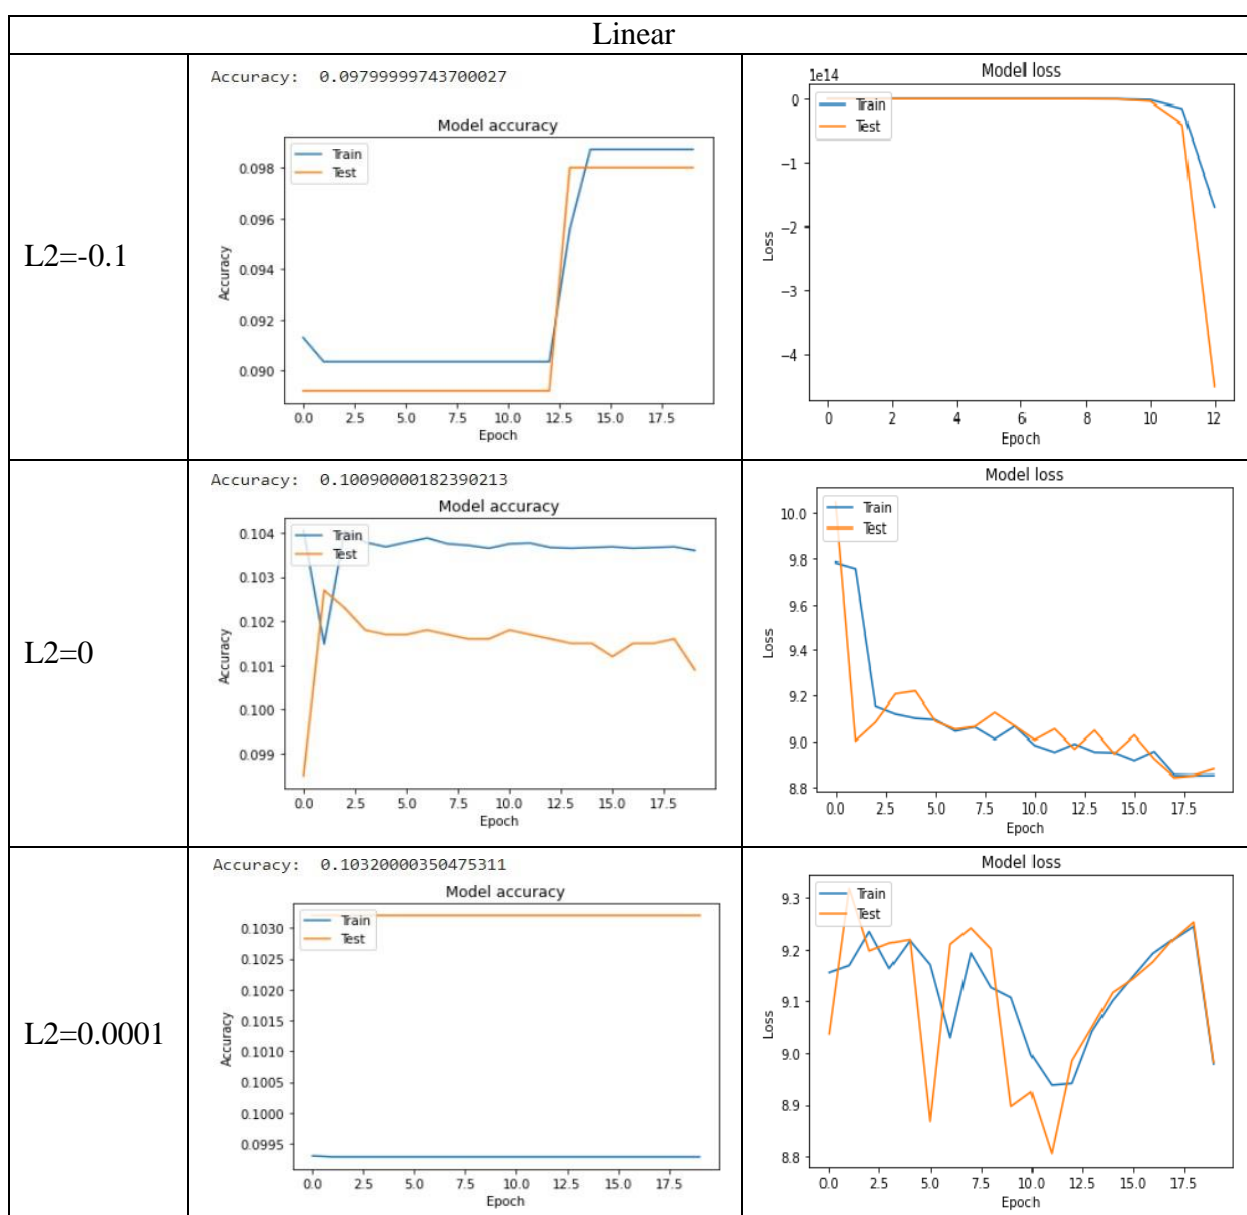 Linear
L2=-0.1
Accuracy:  0.09799999743700027
Model accuracy
Train
Test
0.098
0.096
0.094
0.092
0.090
Accuracy
0.0 2.5 5.0 7.5 10.0 12.5 15.0 17.5
Epoch
Model loss
1e14
Train
Test
0
−1
−2
−3
−4
Loss
0 2 4 6 8 10 12
Epoch
L2=0
Accuracy:  0.10090000182390213
Model accuracy
Train
Test
0.104
0.103
0.102
0.101
0.100
0.099
Accuracy
0.0 2.5 5.0 7.5 10.0 12.5 15.0 17.5
Epoch
Model loss
Train
Test
10.0
9.8
9.6
9.4
9.2
9.0
8.8
Loss
0.0 2.5 5.0 7.5 10.0 12.5 15.0 17.5
Epoch
L2=0.0001
Accuracy:  0.10320000350475311
Model accuracy
Train
Test
0.1030
0.1025
0.1020
0.1015
0.1010
0.1005
0.1000
0.0995
Accuracy
0.0 2.5 5.0 7.5 10.0 12.5 15.0 17.5
Epoch
Model loss
Train
Test
9.3
9.2
9.1
9.0
8.9
8.8
Loss
0.0 2.5 5.0 7.5 10.0 12.5 15.0 17.5
Epoch